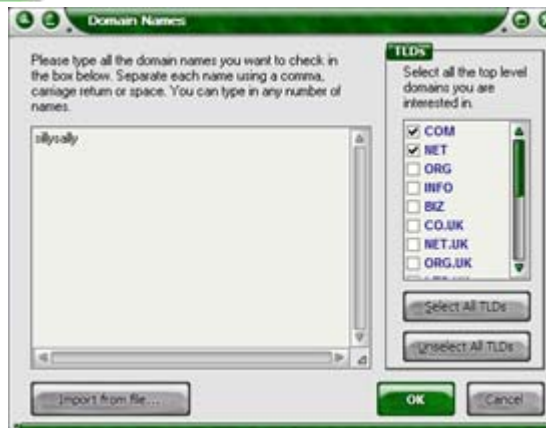 Domain Names
Please type all the domain names you want to check in
the box below. Separate each name using a comma,
carriage return or space. You can type in any number of
names.
sillysally
TLDs
Select all the top level
domains you are
interested in.
COM
NET
ORG
INFO
BIZ
CO.UK
NET.UK
ORG.UK
Select All TLDs
Unselect All TLDs
Import from file...
OK
Cancel